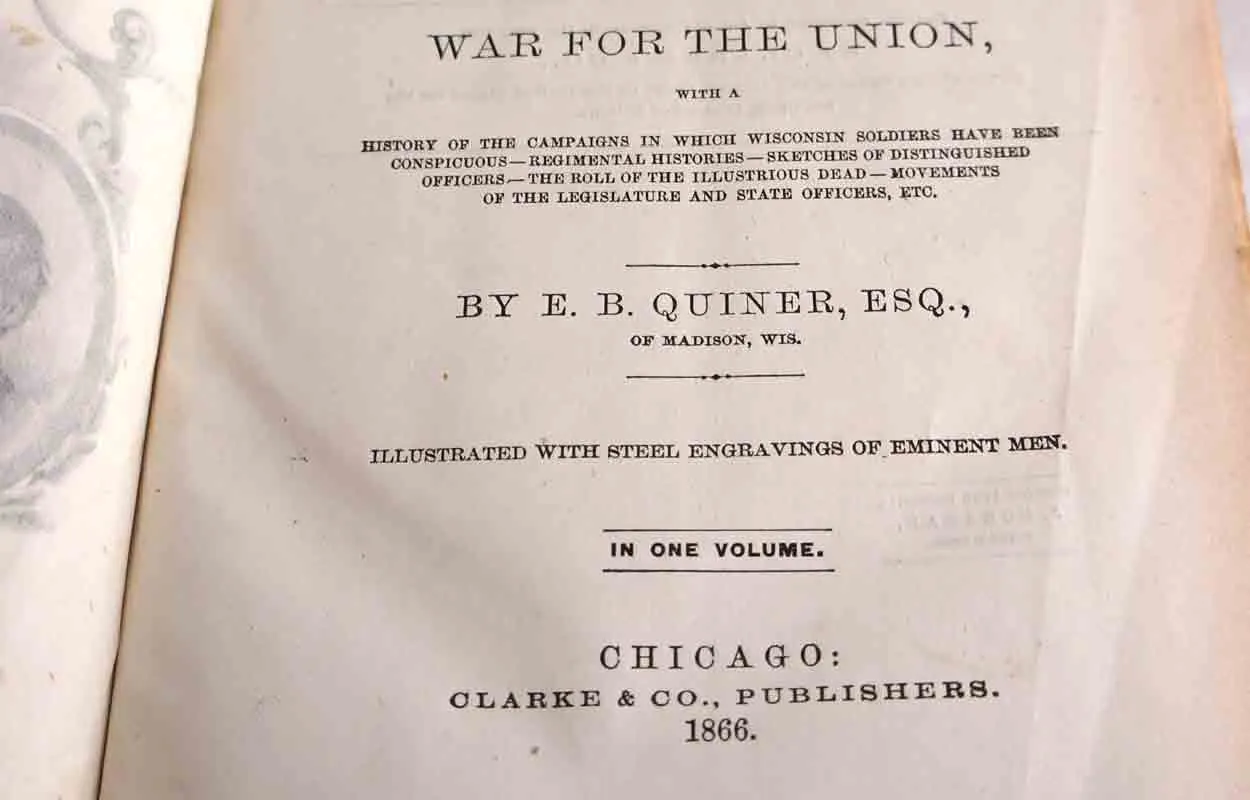 WAR FOR THE UNION,
WITH A
HISTORY OF THE CAMPAIGNS IN WHICH WISCONSIN SOLDIERS HAVE BEEN
CONSPICUOUS—REGIMENTAL HISTORIES—SKETCHES OF DISTINGUISHED
OFFICERS—THE ROLL OF THE ILLUSTRIOUS DEAD—MOVEMENTS
OF THE LEGISLATURE AND STATE OFFICERS, ETC.
BY E. B. QUINER, ESQ.,
OF MADISON, WIS.
ILLUSTRATED WITH STEEL ENGRAVINGS OF EMINENT MEN.
IN ONE VOLUME.
CHICAGO:
CLARKE & CO., PUBLISHERS.
1866.